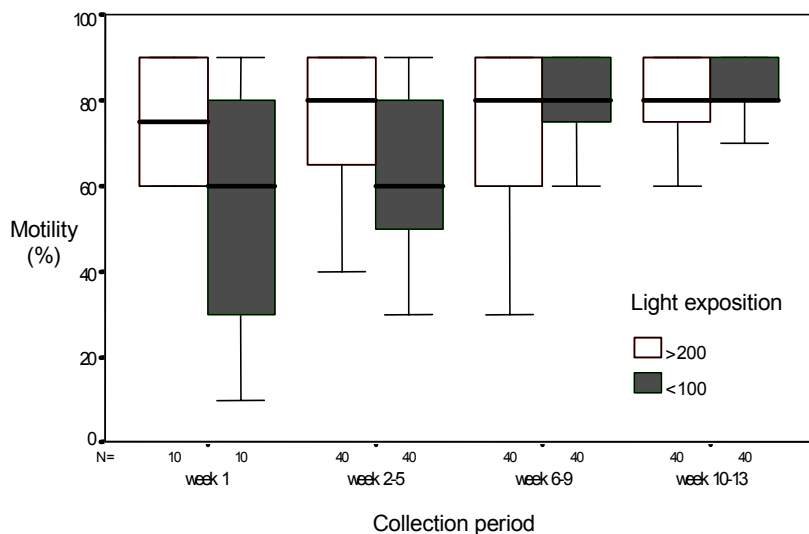 100
80
60
40
20
0
Motility
(%)
Light exposition
>200
<100
N= 10 10 40 40 40 40 40 40
week 1 week 2-5 week 6-9 week 10-13
Collection period